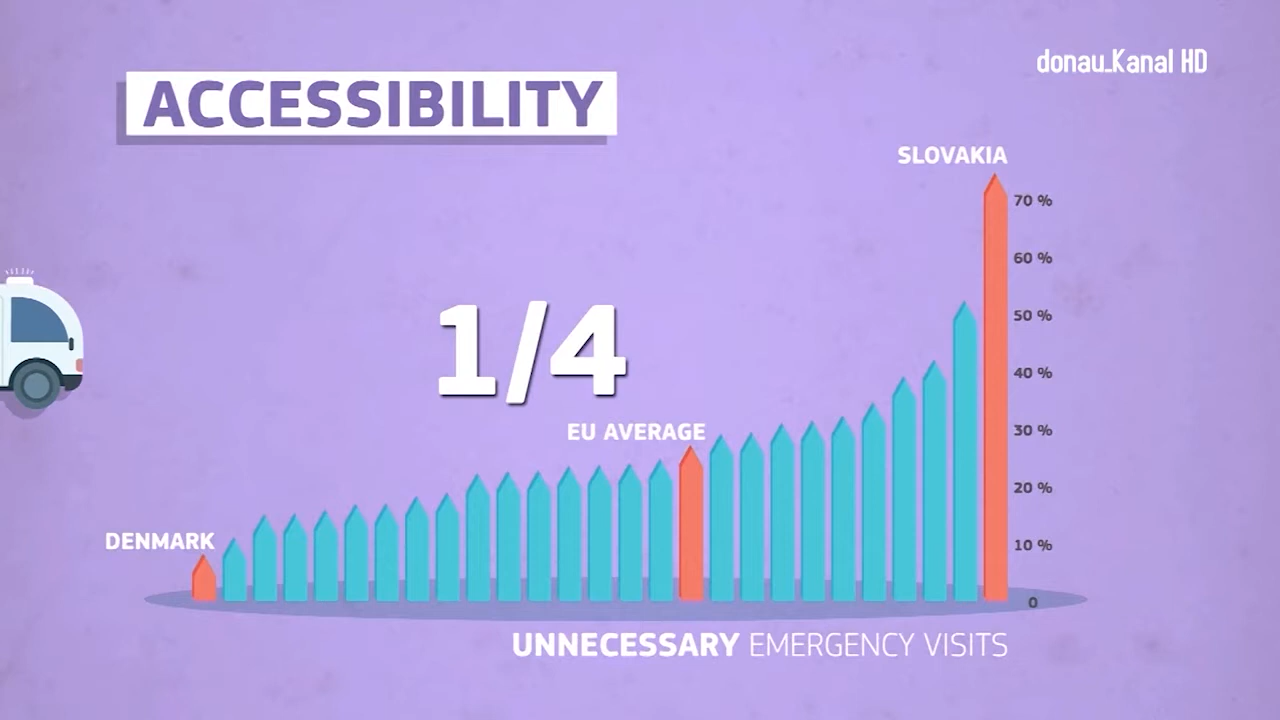 donau_Kanal HD
ACCESSIBILITY
SLOVAKIA
70 %
60 %
1/4
50 %
40 %
EU AVERAGE
30 %
20 %
DENMARK
10 %
0
UNNECESSARY EMERGENCY VISITS